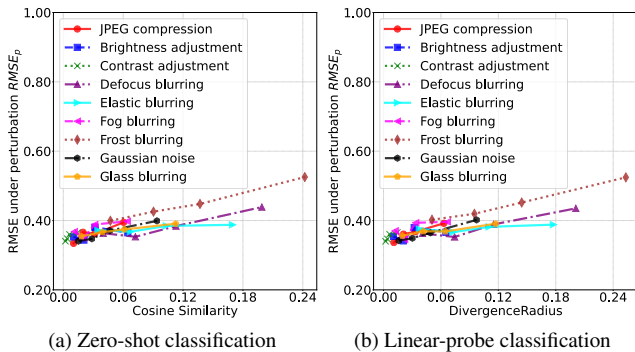 1.00
0.80
0.60
0.40
0.20
RMSE under perturbation RMSE_p
JPEG compression
Brightness adjustment
Contrast adjustment
Defocus blurring
Elastic blurring
Fog blurring
Frost blurring
Gaussian noise
Glass blurring
0.00 0.06 0.12 0.18 0.24
Cosine Similarity
(a) Zero-shot classification
1.00
0.80
0.60
0.40
0.20
RMSE under perturbation RMSE_p
JPEG compression
Brightness adjustment
Contrast adjustment
Defocus blurring
Elastic blurring
Fog blurring
Frost blurring
Gaussian noise
Glass blurring
0.00 0.06 0.12 0.18 0.24
DivergenceRadius
(b) Linear-probe classification